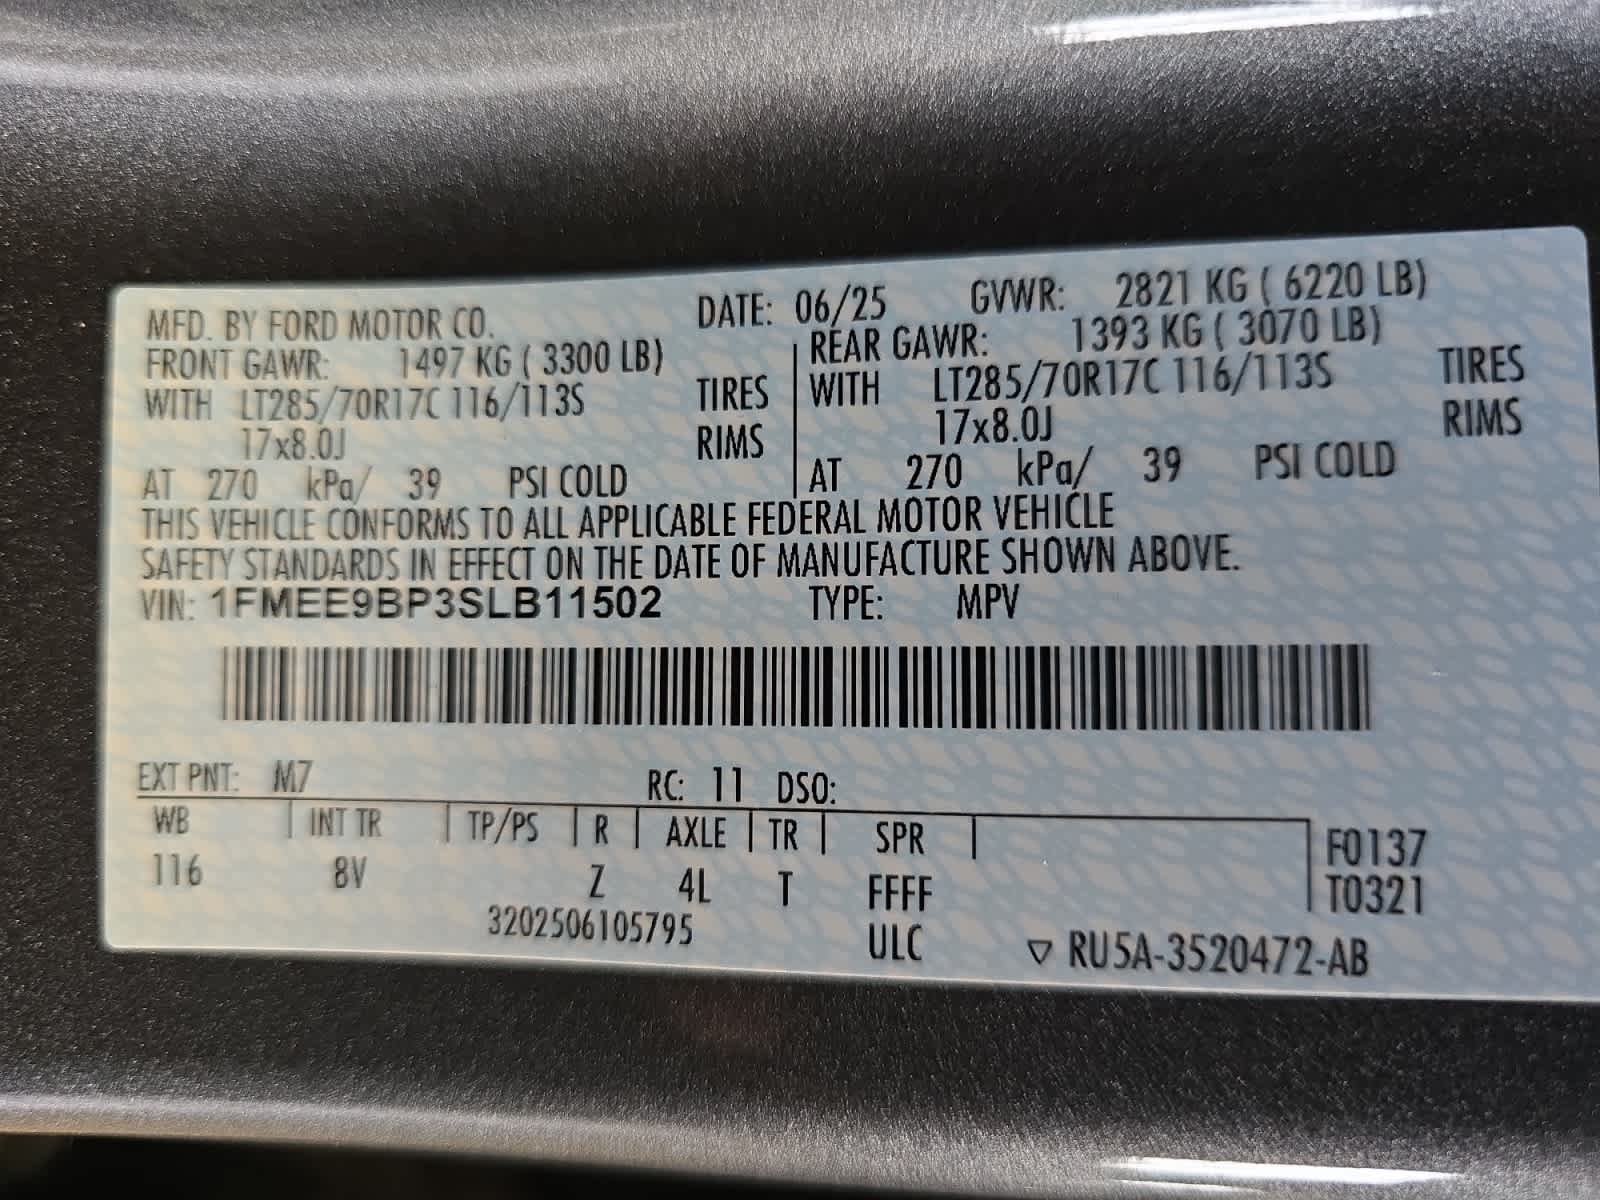 MFD. BY FORD MOTOR CO. DATE: 06/25 GVWR: 2821 KG ( 6220 LB)
FRONT GAWR: 1497 KG ( 3300 LB) REAR GAWR: 1393 KG ( 3070 LB)
WITH LT285/70R17C 116/113S TIRES WITH LT285/70R17C 116/113S TIRES
17x8.0J RIMS 17x8.0J RIMS
AT 270 kPa/ 39 PSI COLD AT 270 kPa/ 39 PSI COLD
THIS VEHICLE CONFORMS TO ALL APPLICABLE FEDERAL MOTOR VEHICLE
SAFETY STANDARDS IN EFFECT ON THE DATE OF MANUFACTURE SHOWN ABOVE.
VIN: 1FMEE9BP3SLB11502 TYPE: MPV
EXT PNT: M7 RC: 11 DSO:
WB INT TR TP/PS R AXLE TR SPR F0137
116 8V Z 4L T FFFF T0321
3202506105795 ULC ▽ RU5A-3520472-AB